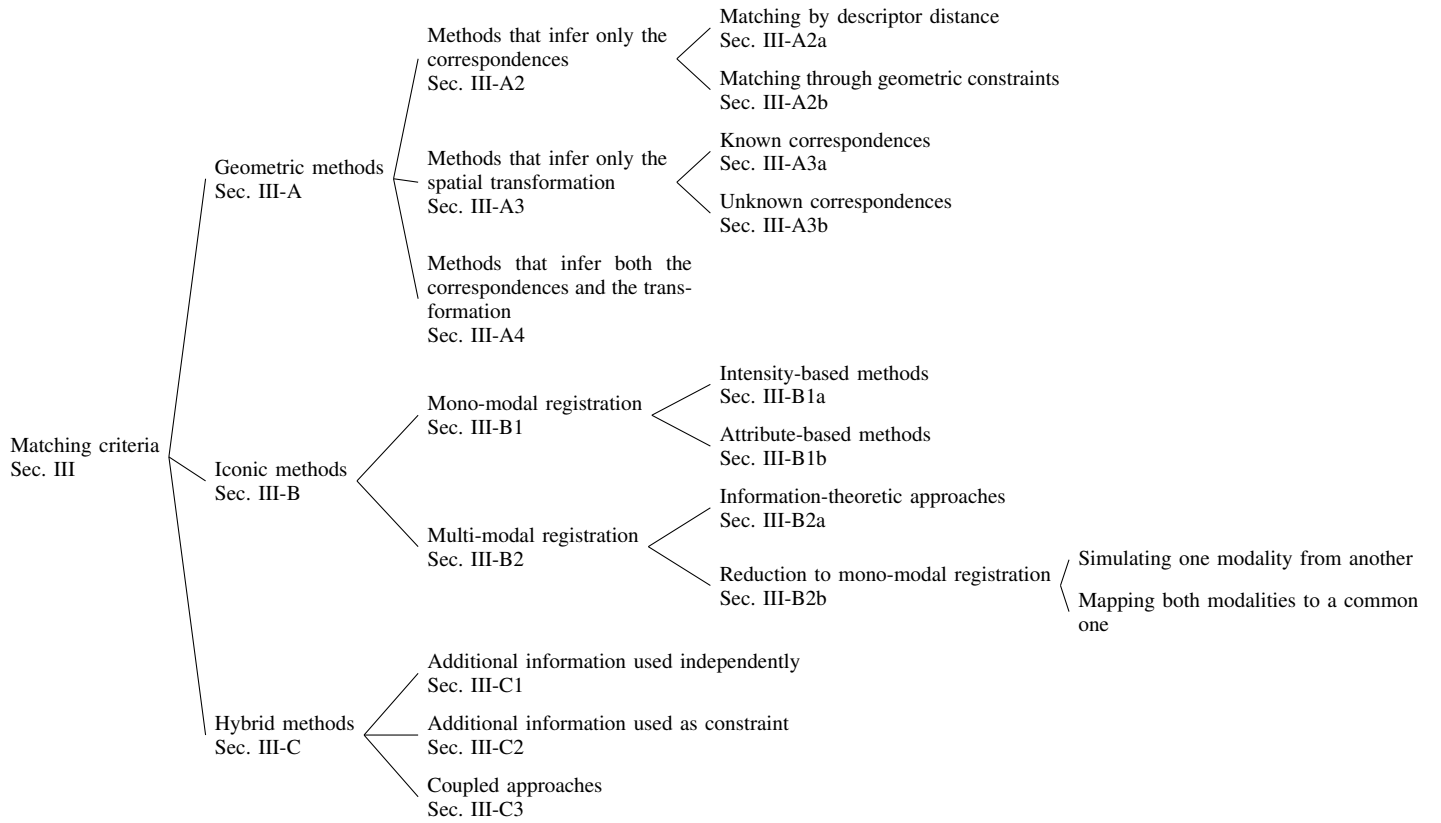 Matching criteria
Sec. III
Geometric methods
Sec. III-A
Methods that infer only the
correspondences
Sec. III-A2
Matching by descriptor distance
Sec. III-A2a
Matching through geometric constraints
Sec. III-A2b
Methods that infer only the
spatial transformation
Sec. III-A3
Known correspondences
Sec. III-A3a
Unknown correspondences
Sec. III-A3b
Methods that infer both the
correspondences and the trans-
formation
Sec. III-A4
Iconic methods
Sec. III-B
Mono-modal registration
Sec. III-B1
Intensity-based methods
Sec. III-B1a
Attribute-based methods
Sec. III-B1b
Multi-modal registration
Sec. III-B2
Information-theoretic approaches
Sec. III-B2a
Reduction to mono-modal registration
Sec. III-B2b
Simulating one modality from another
Mapping both modalities to a common
one
Hybrid methods
Sec. III-C
Additional information used independently
Sec. III-C1
Additional information used as constraint
Sec. III-C2
Coupled approaches
Sec. III-C3